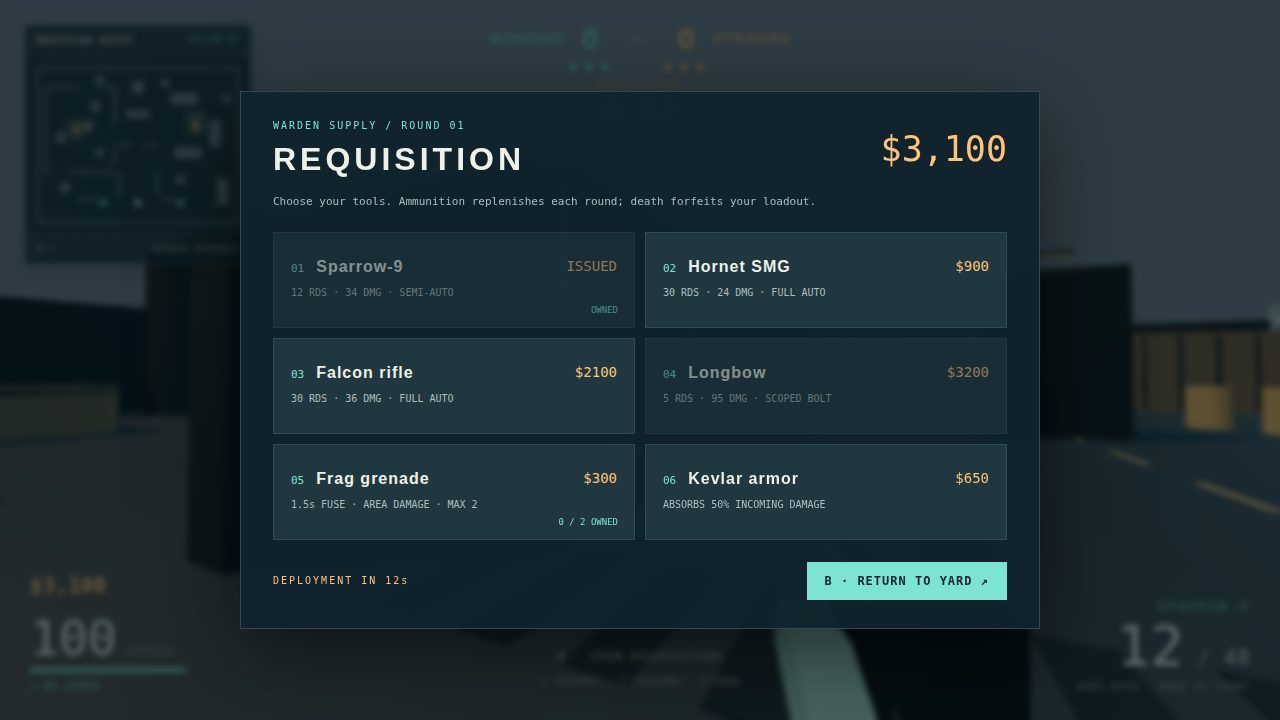 WARDEN SUPPLY / ROUND 01
REQUISITION
$3,100
Choose your tools. Ammunition replenishes each round; death forfeits your loadout.
01 Sparrow-9 ISSUED
12 RDS · 34 DMG · SEMI-AUTO
OWNED
02 Hornet SMG $900
30 RDS · 24 DMG · FULL AUTO
03 Falcon rifle $2100
30 RDS · 36 DMG · FULL AUTO
04 Longbow $3200
5 RDS · 95 DMG · SCOPED BOLT
05 Frag grenade $300
1.5s FUSE · AREA DAMAGE · MAX 2
0 / 2 OWNED
06 Kevlar armor $650
ABSORBS 50% INCOMING DAMAGE
DEPLOYMENT IN 12s
B · RETURN TO YARD ↗
0 0
$3,100
100
12 / 48